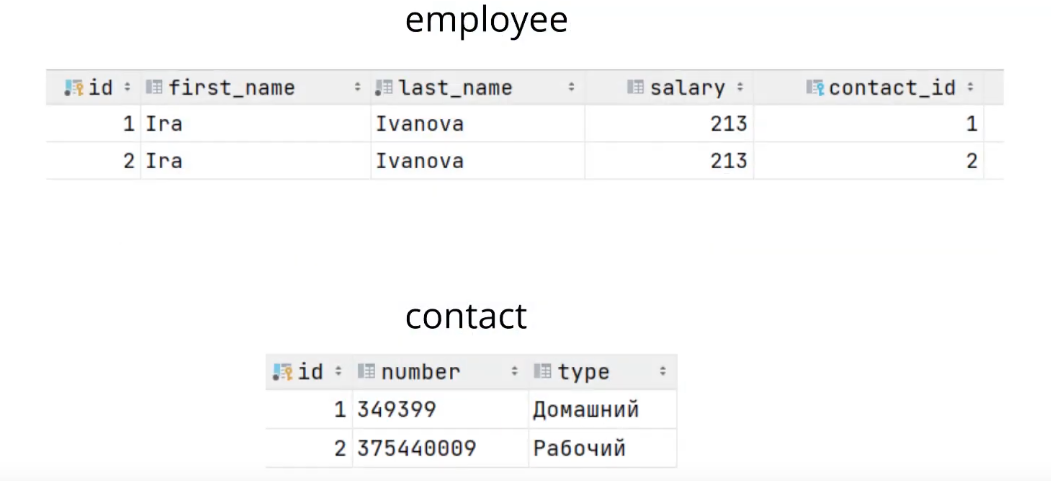 employee
id first_name last_name salary contact_id
1 Ira Ivanova 213 1
2 Ira Ivanova 213 2
contact
id number type
1 349399 Домашний
2 375440009 Рабочий